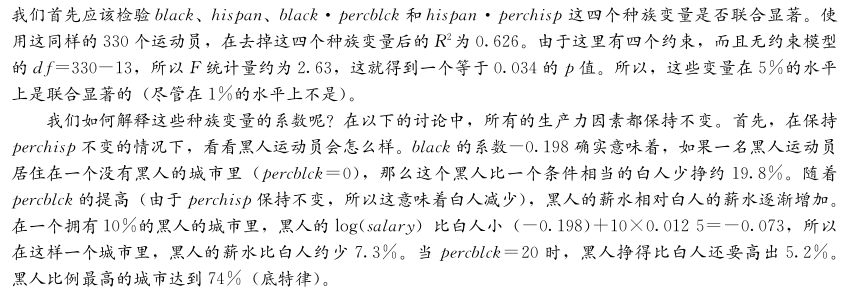 我们首先应该检验 black、hispan、black·percblck 和 hispan·perchisp 这四个种族变量是否联合显著。使
用这同样的 330 个运动员，在去掉这四个种族变量后的 R²为 0.626。由于这里有四个约束，而且无约束模型
的 df=330－13，所以 F 统计量约为 2.63，这就得到一个等于 0.034 的 p 值。所以，这些变量在 5%的水平
上是联合显著的（尽管在 1%的水平上不是）。
我们如何解释这些种族变量的系数呢？在以下的讨论中，所有的生产力因素都保持不变。首先，在保持
perchisp 不变的情况下，看看黑人运动员会怎么样。black 的系数－0.198 确实意味着，如果一名黑人运动员
居住在一个没有黑人的城市里（percblck=0），那么这个黑人比一个条件相当的白人少挣约 19.8%。随着
percblck 的提高（由于 perchisp 保持不变，所以这意味着白人减少），黑人的薪水相对白人的薪水逐渐增加。
在一个拥有 10%的黑人的城市里，黑人的 log(salary) 比白人小（－0.198)＋10×0.012 5=－0.073，所以
在这样一个城市里，黑人的薪水比白人约少 7.3%。当 percblck=20 时，黑人挣得比白人还要高出 5.2%。
黑人比例最高的城市达到 74%（底特律）。